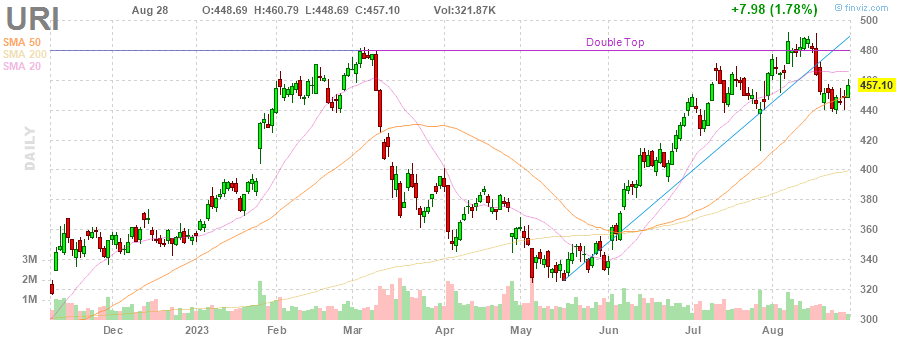 © finviz.com
URI Aug 28 O:448.69 H:460.79 L:448.69 C:457.10 Vol:321.87K +7.98 (1.78%)
SMA 50
SMA 200
SMA 20
Double Top
DAILY
500
480
460
457.10
440
420
400
380
360
340
320
300
3M
2M
1M
Dec 2023 Feb Mar Apr May Jun Jul Aug